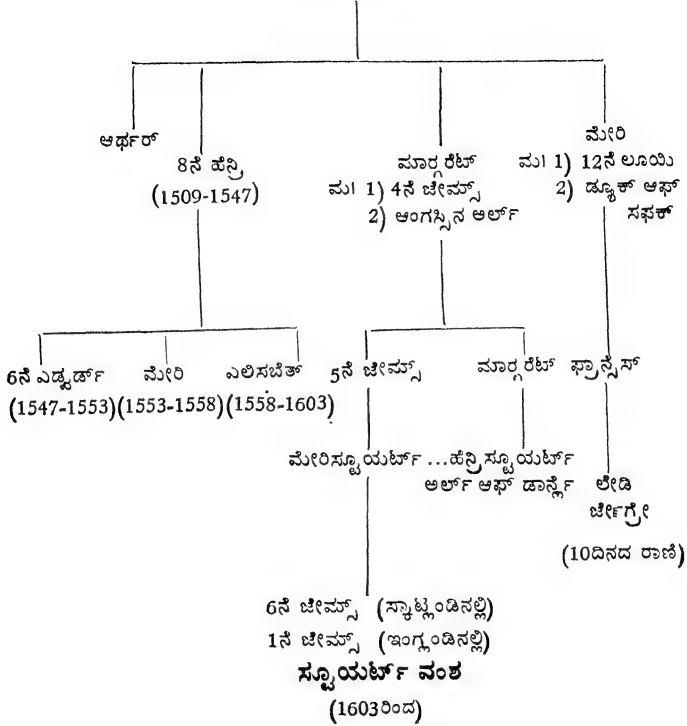 ಆರ್ಥರ್
8ನೆ ಹೆನ್ರಿ
(1509-1547)
ಮಾರ್ಗರೆಟ್
ಮ। 1) 4ನೆ ಜೇಮ್ಸ್
2) ಆಂಗಸ್ಸಿನ ಅರ್ಲ್
ಮೇರಿ
ಮ। 1) 12ನೆ ಲೂಯಿ
2) ಡ್ಯೂಕ್ ಆಫ್
ಸಫಕ್
6ನೆ ಎಡ್ವರ್ಡ್ ಮೇರಿ ಎಲಿಸಬೆತ್ 5ನೆ ಜೇಮ್ಸ್ ಮಾರ್ಗರೆಟ್ ಫ್ರಾನ್ಸೆಸ್
(1547-1553) (1553-1558) (1558-1603)
ಮೇರಿಸ್ಟೂಯರ್ಟ್ ...ಹೆನ್ರಿಸ್ಟೂಯರ್ಟ್
ಅರ್ಲ್ ಆಫ್ ಡಾರ್ನ್ಲೆ
ಲೇಡಿ
ಜೇನ್‌ಗ್ರೇ
(10ದಿನದ ರಾಣಿ)
6ನೆ ಜೇಮ್ಸ್ (ಸ್ಕಾಟ್ಲಂಡಿನಲ್ಲಿ)
1ನೆ ಜೇಮ್ಸ್ (ಇಂಗ್ಲಂಡಿನಲ್ಲಿ)
ಸ್ಟೂಯರ್ಟ್ ವಂಶ
(1603ರಿಂದ)